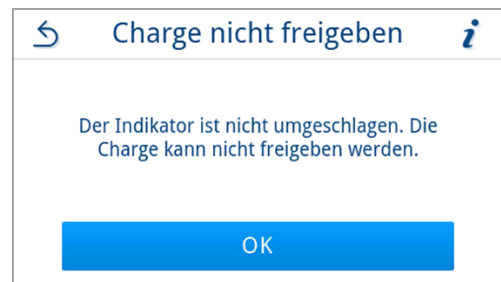 Charge nicht freigeben
Der Indikator ist nicht umgeschlagen. Die
Charge kann nicht freigeben werden.
OK